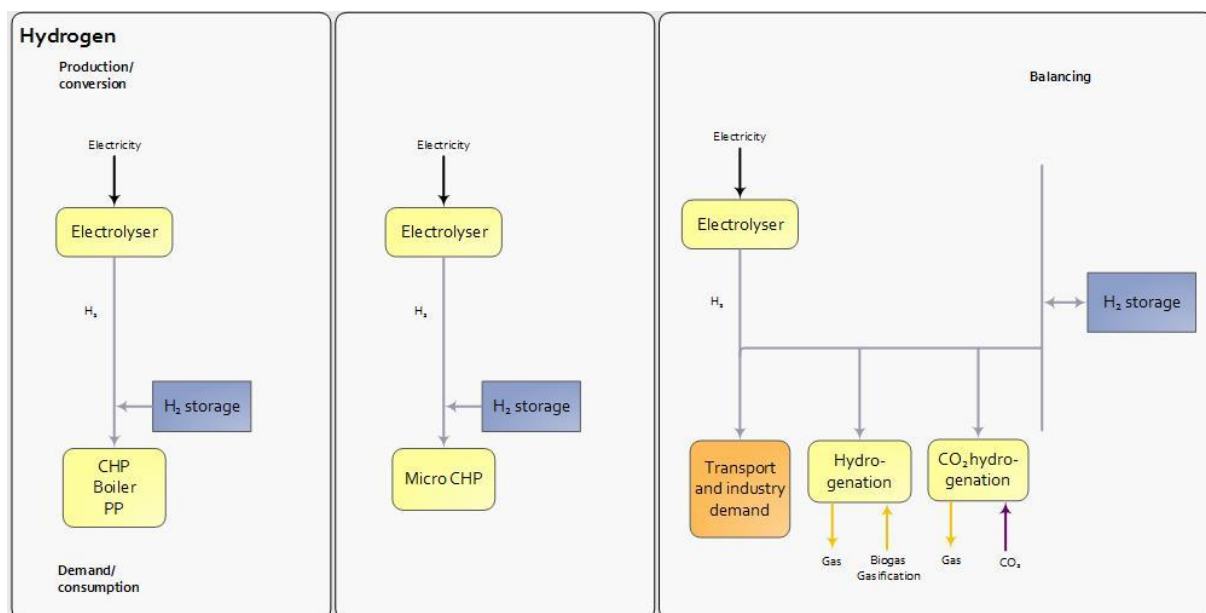 Hydrogen
Production/
conversion
Electricity
Electrolyser
H₂
H₂ storage
CHP
Boiler
PP
Demand/
consumption
Electricity
Electrolyser
H₂
H₂ storage
Micro CHP
Balancing
Electricity
Electrolyser
H₂
H₂ storage
Transport
and industry
demand
Hydro-
genation
CO₂hydro-
genation
Gas
Biogas
Gasification
Gas
CO₂